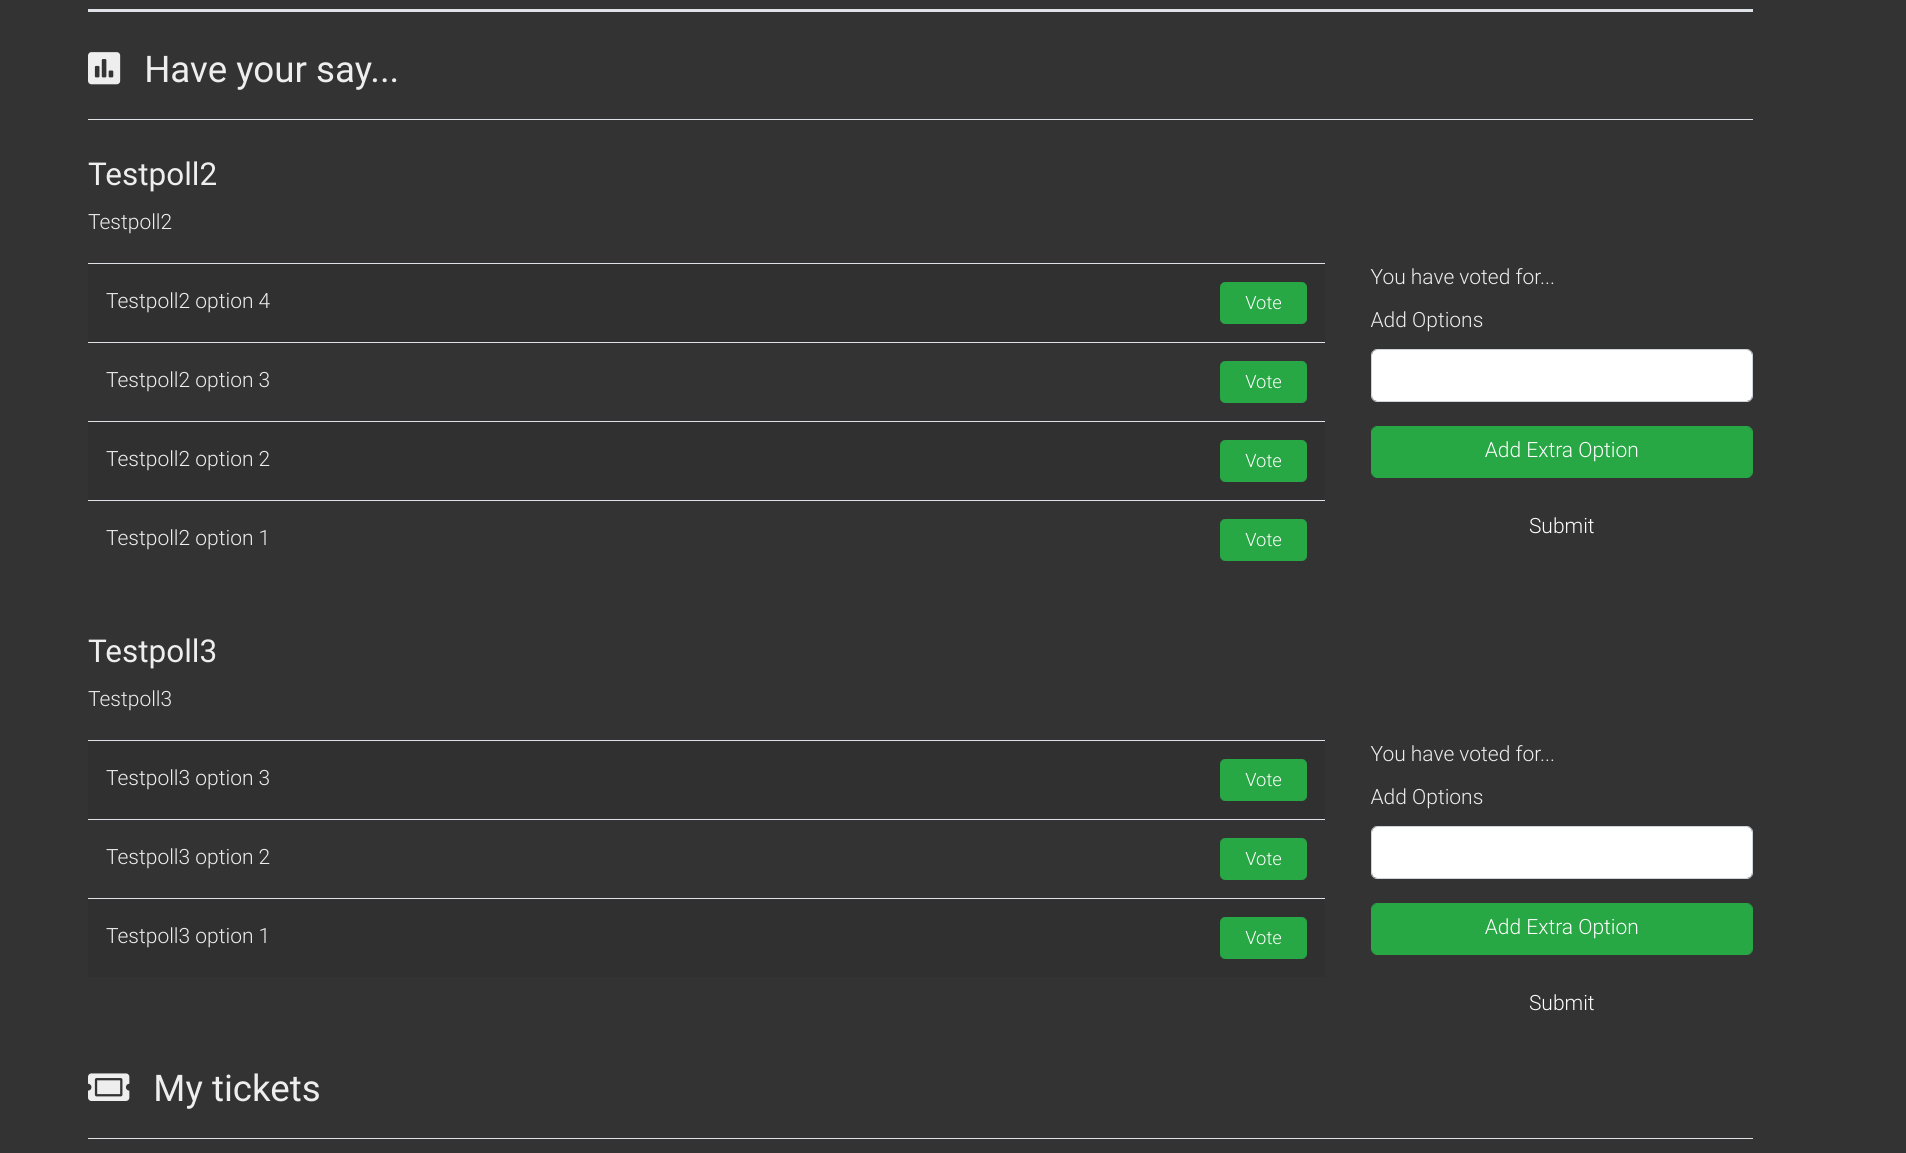 Have your say...
Testpoll2
Testpoll2
Testpoll2 option 4
Vote
Testpoll2 option 3
Vote
Testpoll2 option 2
Vote
Testpoll2 option 1
Vote
You have voted for...
Add Options
Add Extra Option
Submit
Testpoll3
Testpoll3
Testpoll3 option 3
Vote
Testpoll3 option 2
Vote
Testpoll3 option 1
Vote
You have voted for...
Add Options
Add Extra Option
Submit
My tickets